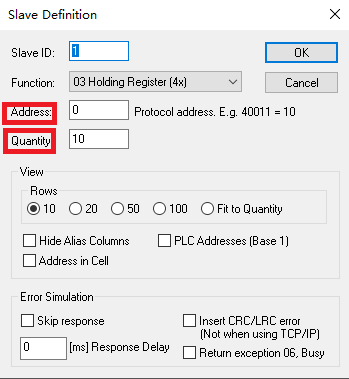 Slave Definition
Slave ID: 1 OK
Function: 03 Holding Register (4x) Cancel
Address: 0 Protocol address. E.g. 40011 = 10
Quantity 10
View
Rows
10 20 50 100 Fit to Quantity
Hide Alias Columns PLC Addresses (Base 1)
Address in Cell
Error Simulation
Skip response Insert CRC/LRC error
(Not when using TCP/IP)
0 [ms] Response Delay
Return exception 06, Busy